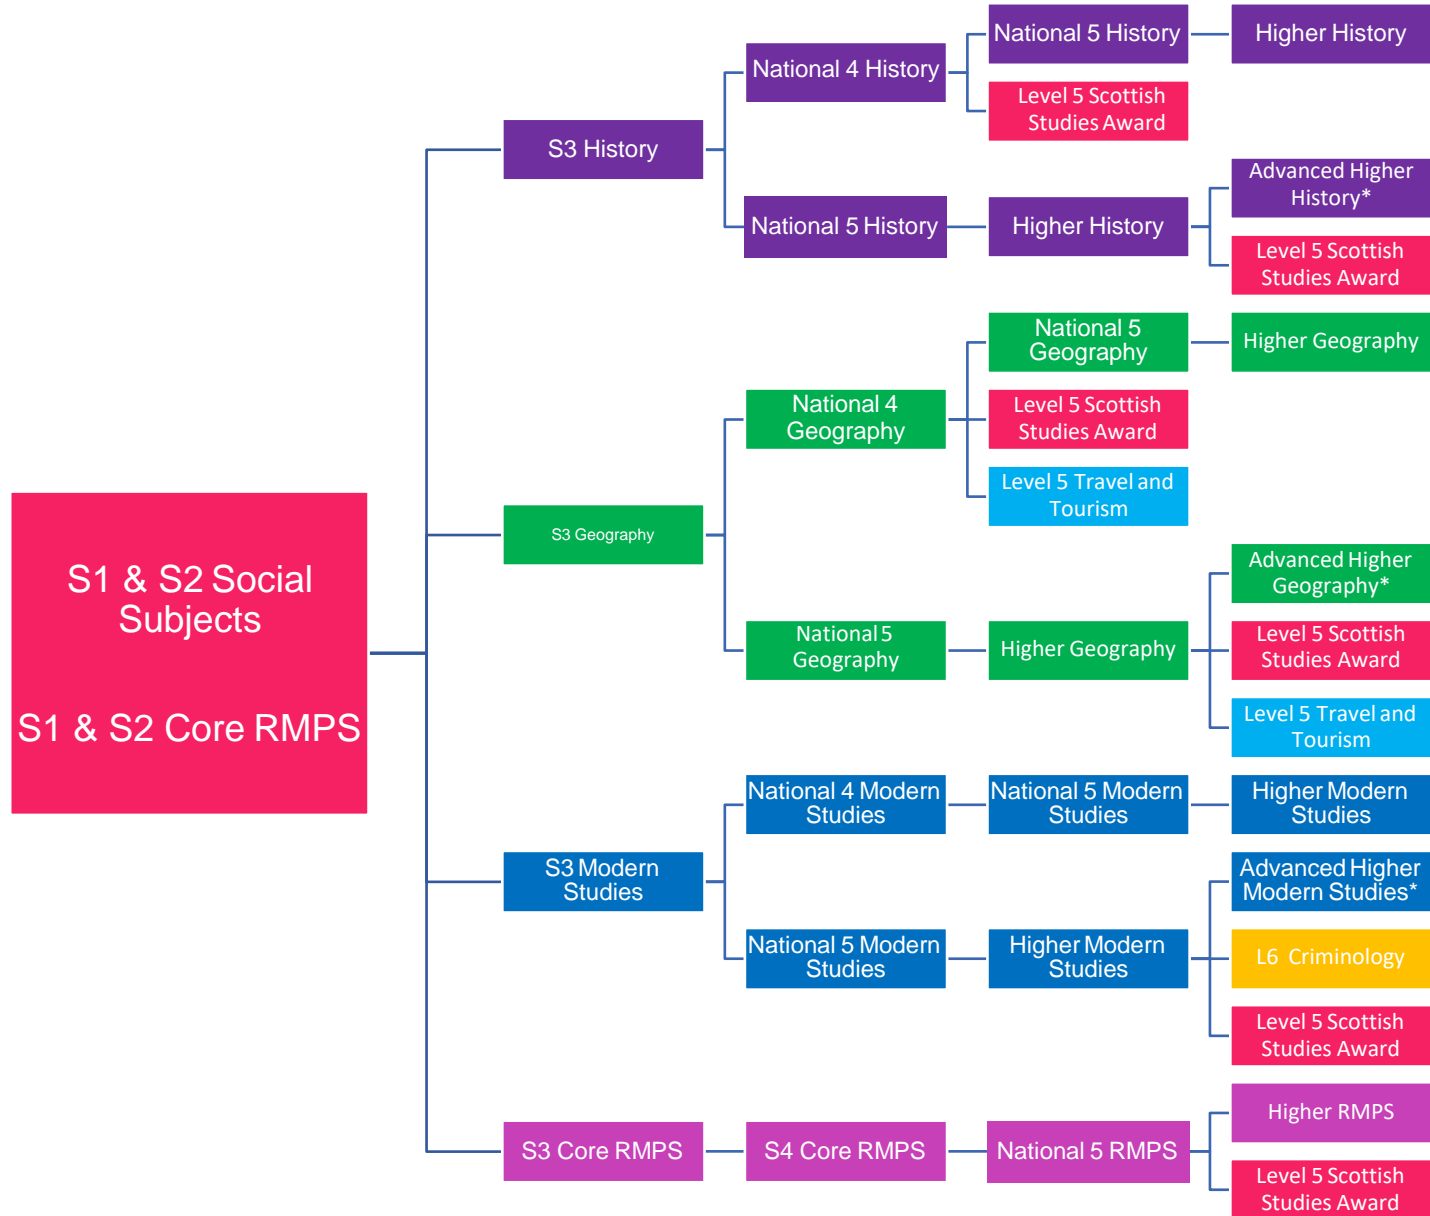 S1 & S2 Social
Subjects
S1 & S2 Core RMPS
S3 History
National 4 History
National 5 History
Higher History
Level 5 Scottish
Studies Award
National 5 History
Higher History
Advanced Higher
History*
Level 5 Scottish
Studies Award
S3 Geography
National 4
Geography
National 5
Geography
Higher Geography
Level 5 Scottish
Studies Award
Level 5 Travel and
Tourism
National 5
Geography
Higher Geography
Advanced Higher
Geography*
Level 5 Scottish
Studies Award
Level 5 Travel and
Tourism
S3 Modern
Studies
National 4 Modern
Studies
National 5 Modern
Studies
Higher Modern
Studies
National 5 Modern
Studies
Higher Modern
Studies
Advanced Higher
Modern Studies*
L6 Criminology
Level 5 Scottish
Studies Award
S3 Core RMPS
S4 Core RMPS
National 5 RMPS
Higher RMPS
Level 5 Scottish
Studies Award